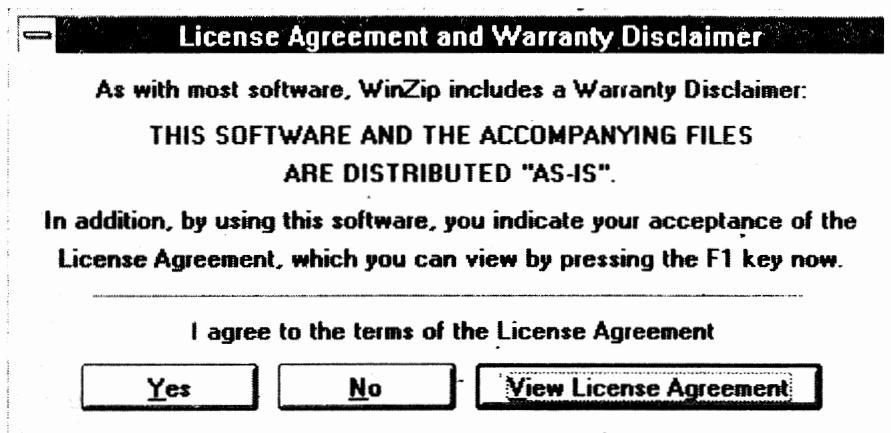 License Agreement and Warranty Disclaimer
As with most software, WinZip includes a Warranty Disclaimer:
THIS SOFTWARE AND THE ACCOMPANYING FILES
ARE DISTRIBUTED "AS-IS".
In addition, by using this software, you indicate your acceptance of the
License Agreement, which you can view by pressing the F1 key now.
I agree to the terms of the License Agreement
Yes No View License Agreement